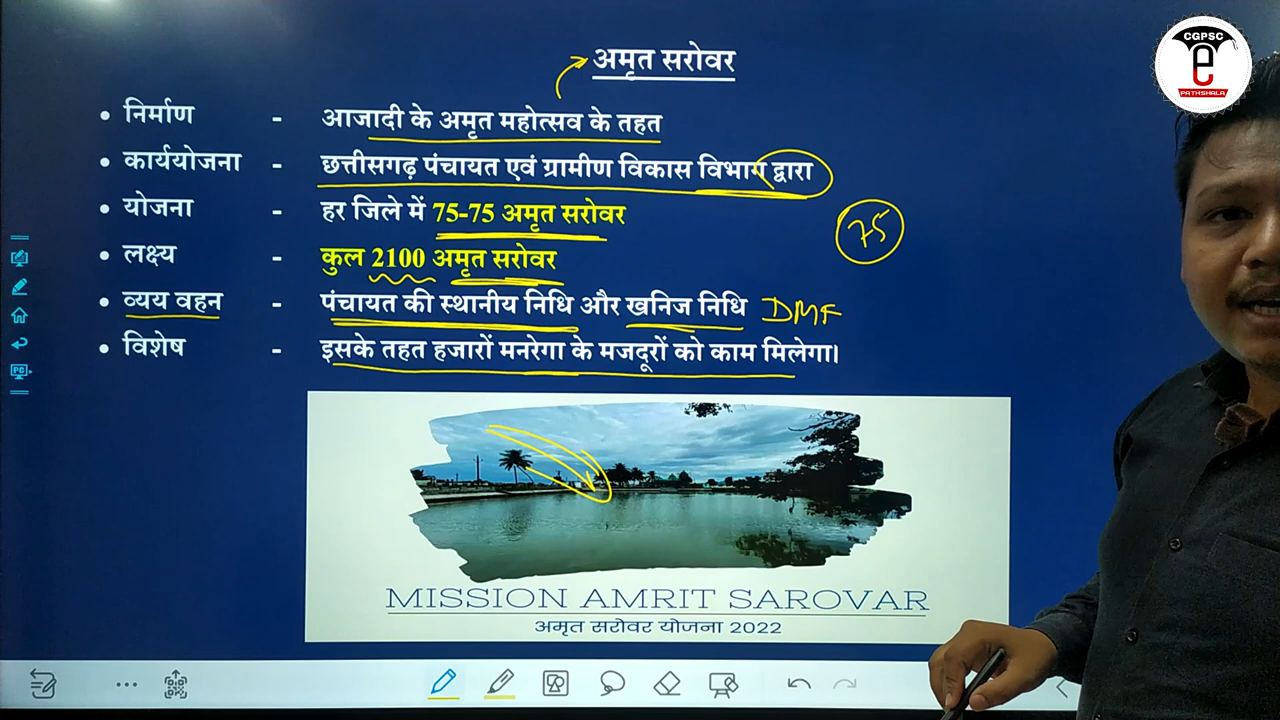 CGPSC
PATHSHALA
अमृत सरोवर
• निर्माण - आजादी के अमृत महोत्सव के तहत
• कार्ययोजना - छत्तीसगढ़ पंचायत एवं ग्रामीण विकास विभाग द्वारा
• योजना - हर जिले में 75-75 अमृत सरोवर
75
• लक्ष्य - कुल 2100 अमृत सरोवर
• व्यय वहन - पंचायत की स्थानीय निधि और खनिज निधि DMF
• विशेष - इसके तहत हजारों मनरेगा के मजदूरों को काम मिलेगा।
MISSION AMRIT SAROVAR
अमृत सरोवर योजना 2022